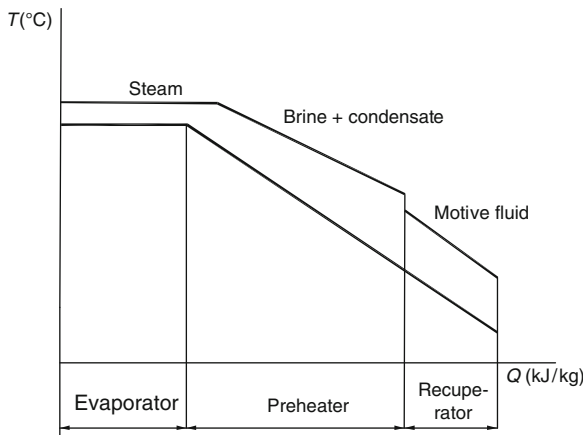 T(°C)
Steam
Brine + condensate
Motive fluid
Q (kJ/kg)
Evaporator
Preheater
Recupe-
rator